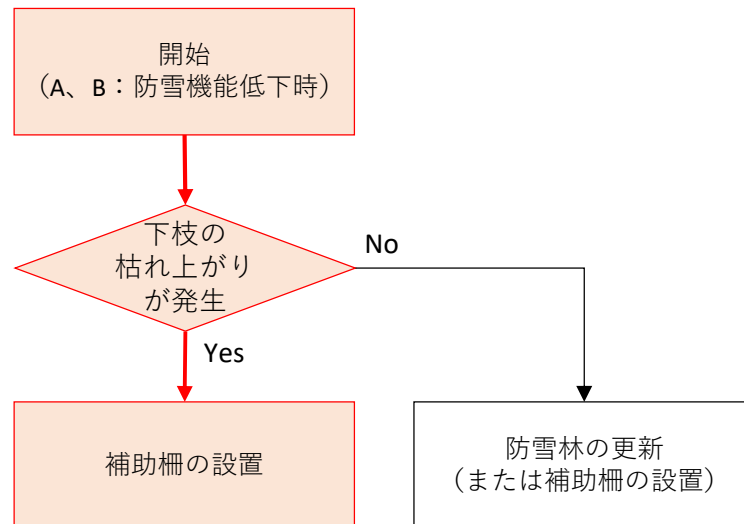 開始
（A、B：防雪機能低下時）
下枝の
枯れ上がり
が発生
No
Yes
補助柵の設置
防雪林の更新
（または補助柵の設置）